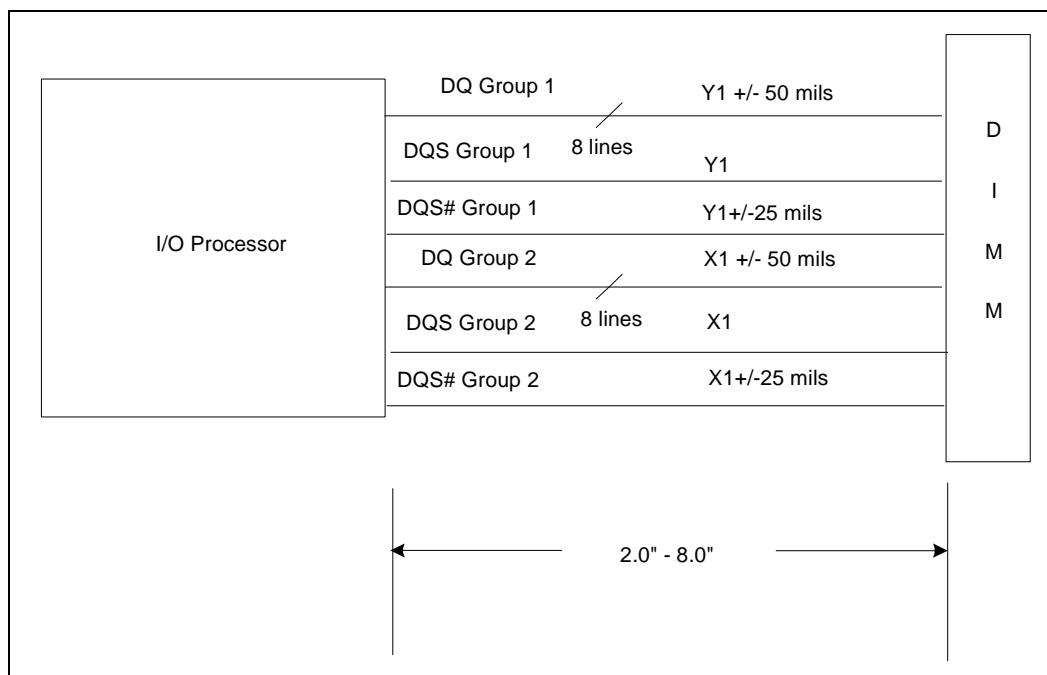 DQ Group 1
Y1 +/- 50 mils
8 lines
DQS Group 1
Y1
DQS# Group 1
Y1+/-25 mils
I/O Processor
DQ Group 2
X1 +/- 50 mils
8 lines
DQS Group 2
X1
DQS# Group 2
X1+/-25 mils
D
I
M
M
2.0" - 8.0"